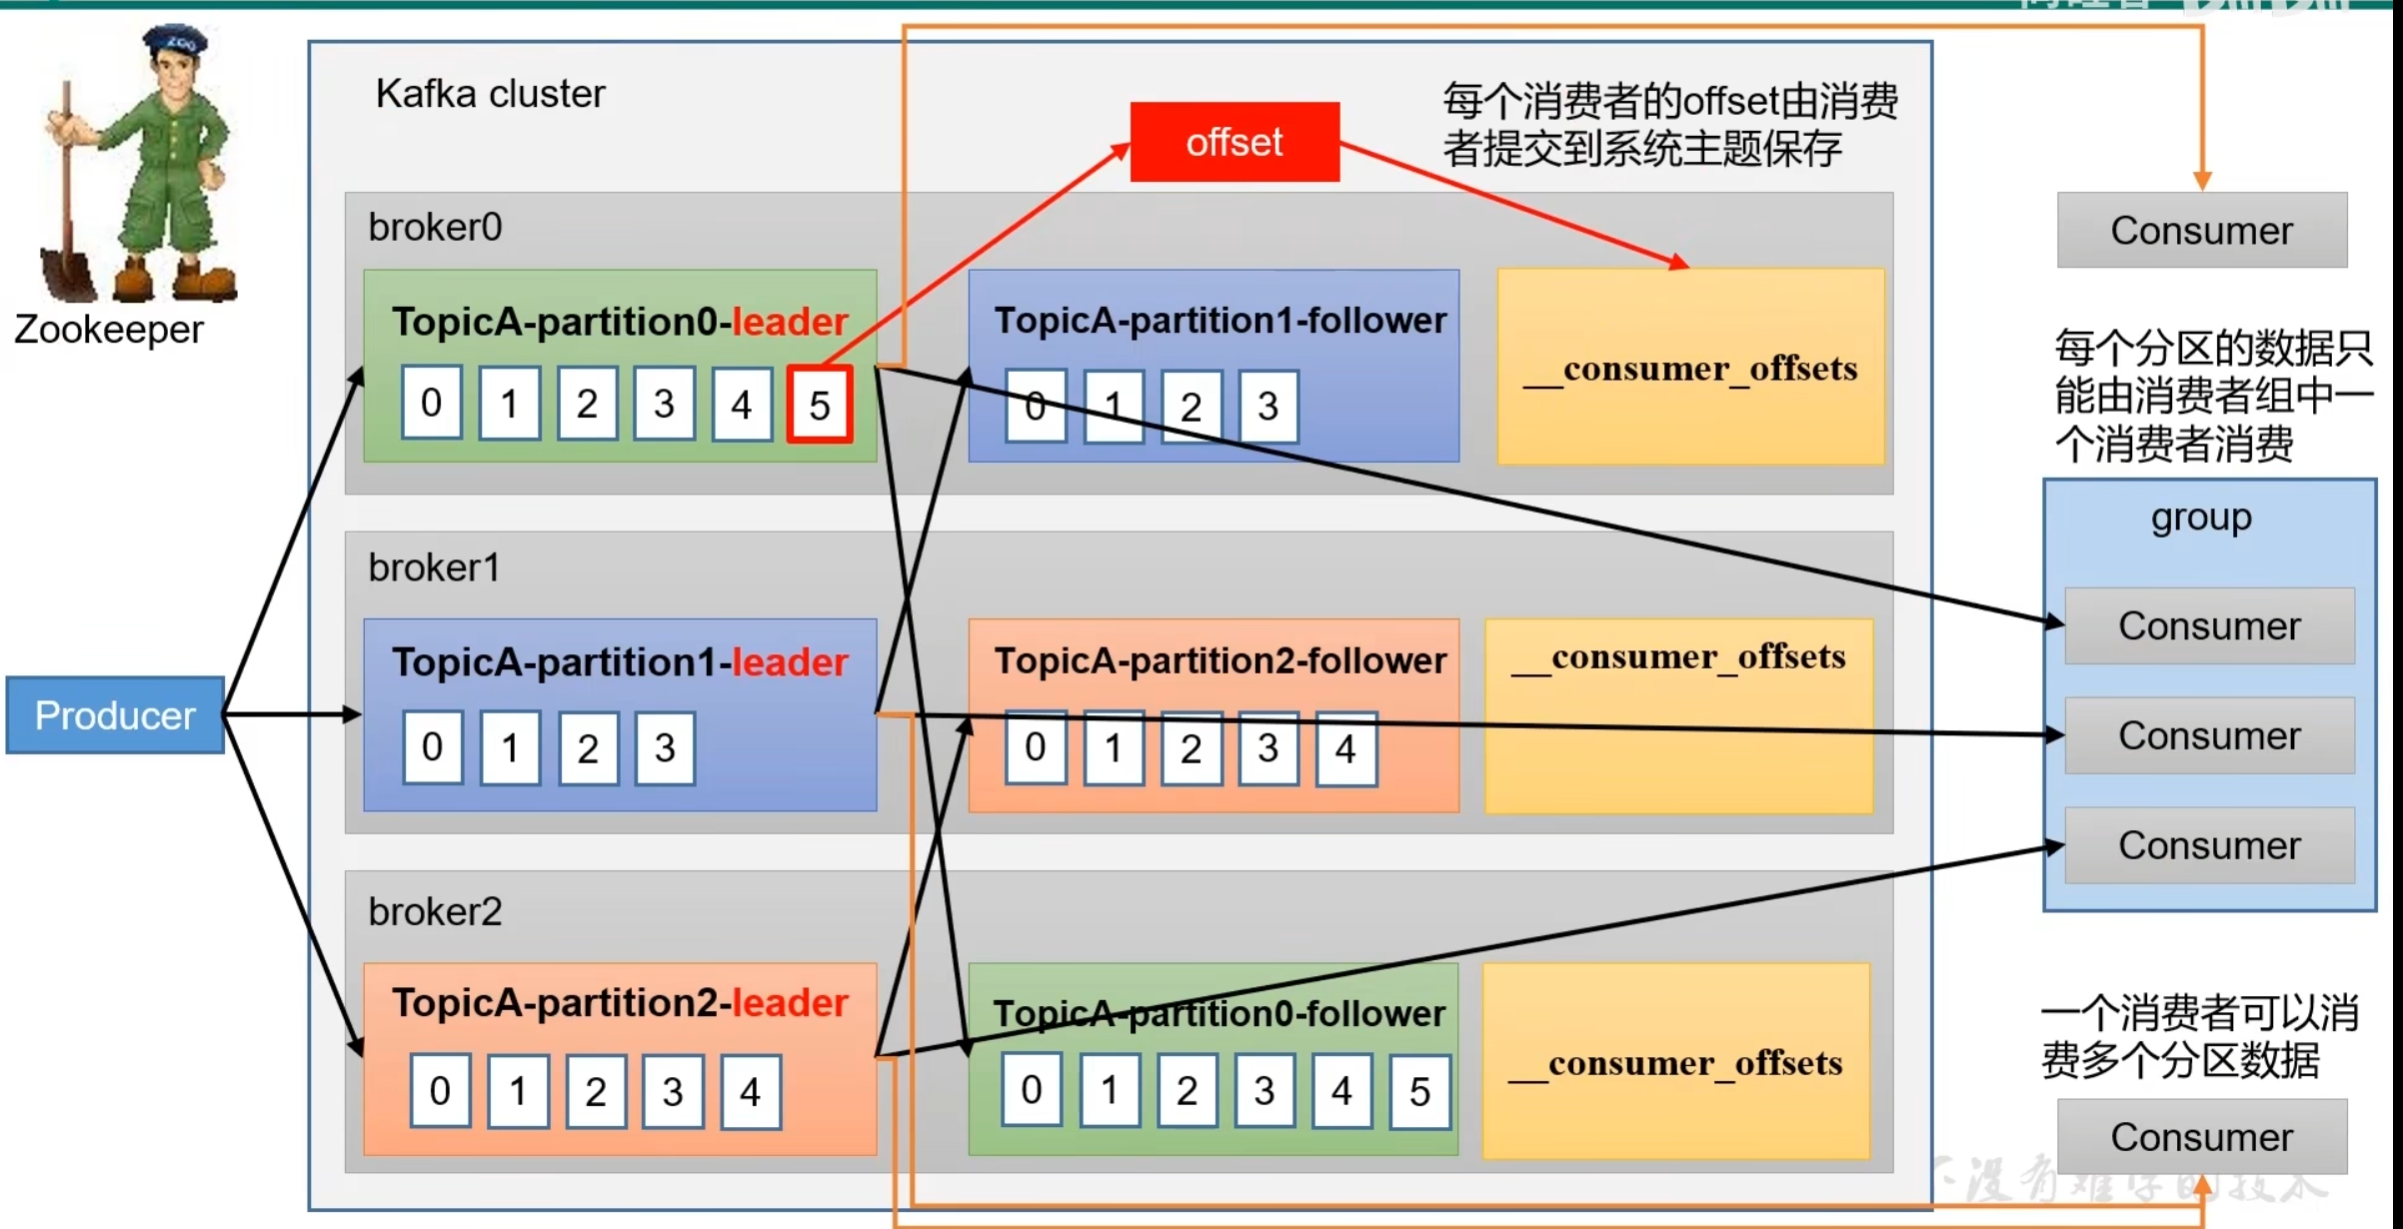 ZOO
Zookeeper
Kafka cluster
offset
每个消费者的offset由消费
者提交到系统主题保存
Consumer
broker0
TopicA-partition0-leader
0 1 2 3 4 5
TopicA-partition1-follower
0 1 2 3
__consumer_offsets
每个分区的数据只
能由消费者组中一
个消费者消费
group
Consumer
Consumer
Consumer
Producer
broker1
TopicA-partition1-leader
0 1 2 3
TopicA-partition2-follower
0 1 2 3 4
__consumer_offsets
broker2
TopicA-partition2-leader
0 1 2 3 4
TopicA-partition0-follower
0 1 2 3 4 5
__consumer_offsets
一个消费者可以消
费多个分区数据
Consumer
没有难学的技术